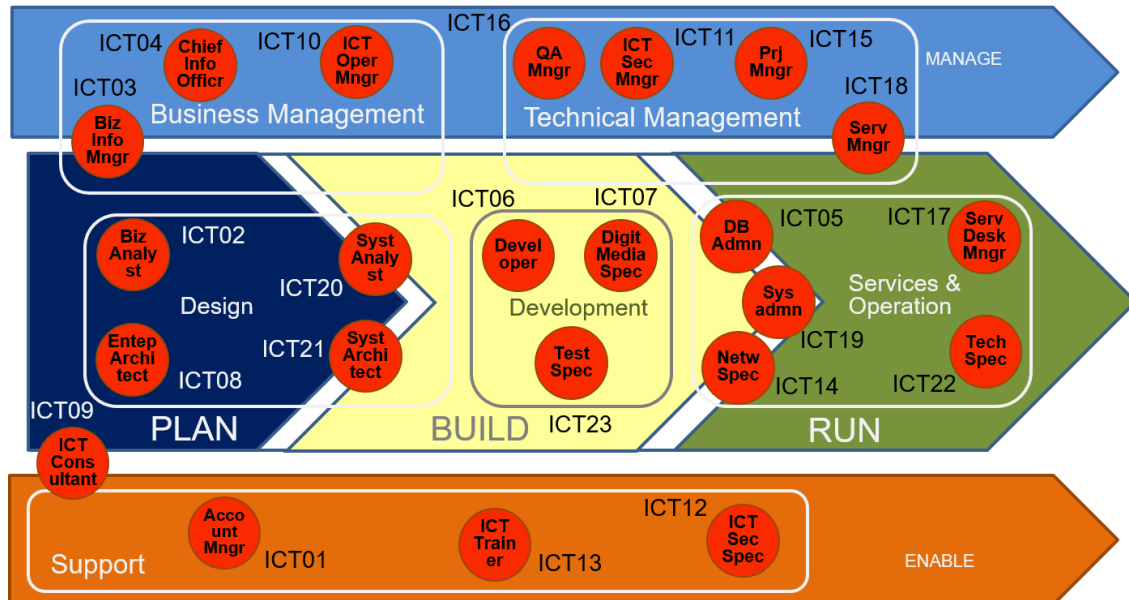 ICT16
ICT04
Chief
Info
Officr
ICT10
ICT
Oper
Mngr
QA
Mngr
ICT
Sec
Mngr
ICT11
Prj
Mngr
ICT15
MANAGE
ICT03
Biz
Info
Mngr
Business Management
Technical Management
ICT18
Serv
Mngr
ICT06
ICT07
Biz
Analy
st
ICT02
Syst
Analy
st
ICT20
Devel
oper
Digit
Media
Spec
DB
Admn
ICT05
ICT17
Serv
Desk
Mngr
Design
Development
Sys
admn
Services &
Operation
Entep
Archi
tect
ICT08
ICT21
Syst
Archi
tect
Test
Spec
ICT23
ICT19
Netw
Spec
ICT14
Tech
Spec
ICT22
ICT09
PLAN
BUILD
RUN
ICT
Cons
ultant
Support
Acco
unt
Mngr
ICT01
ICT
Train
er
ICT13
ICT12
ICT
Sec
Spec
ENABLE